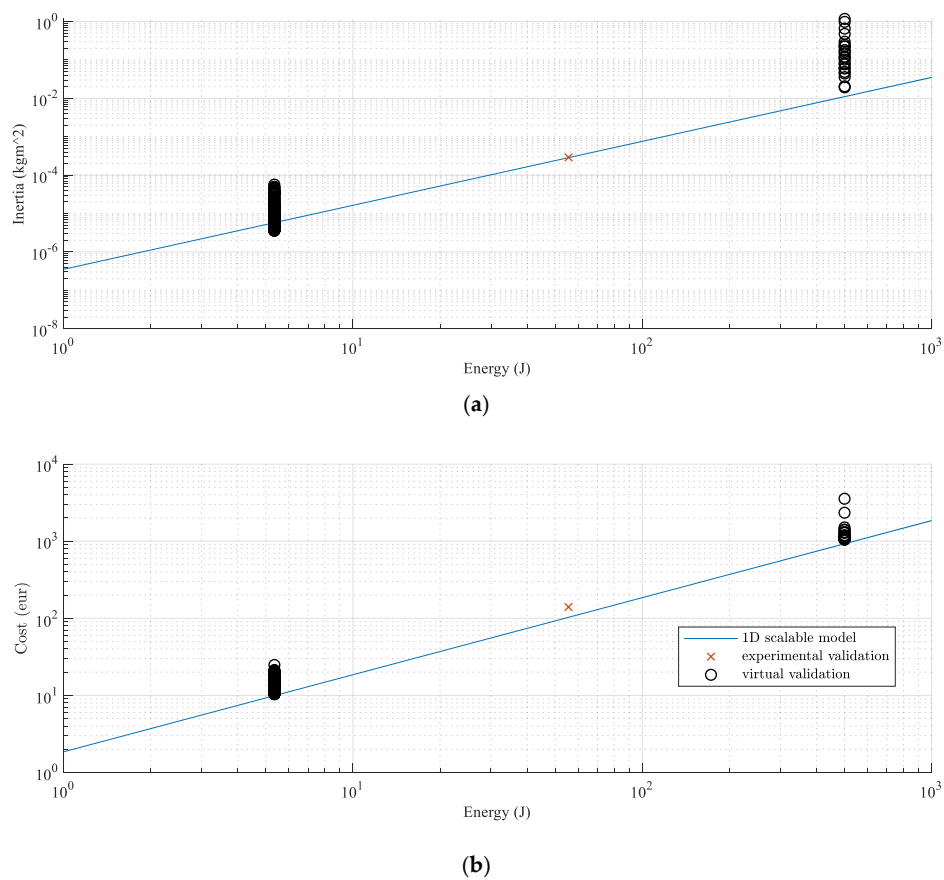 10^0
10^-2
10^-4
10^-6
10^-8
Inertia (kgm^2)
10^0 10^1 10^2 10^3
Energy (J)
(a)
10^4
10^3
10^2
10^1
10^0
Cost (eur)
1D scalable model
experimental validation
virtual validation
10^0 10^1 10^2 10^3
Energy (J)
(b)